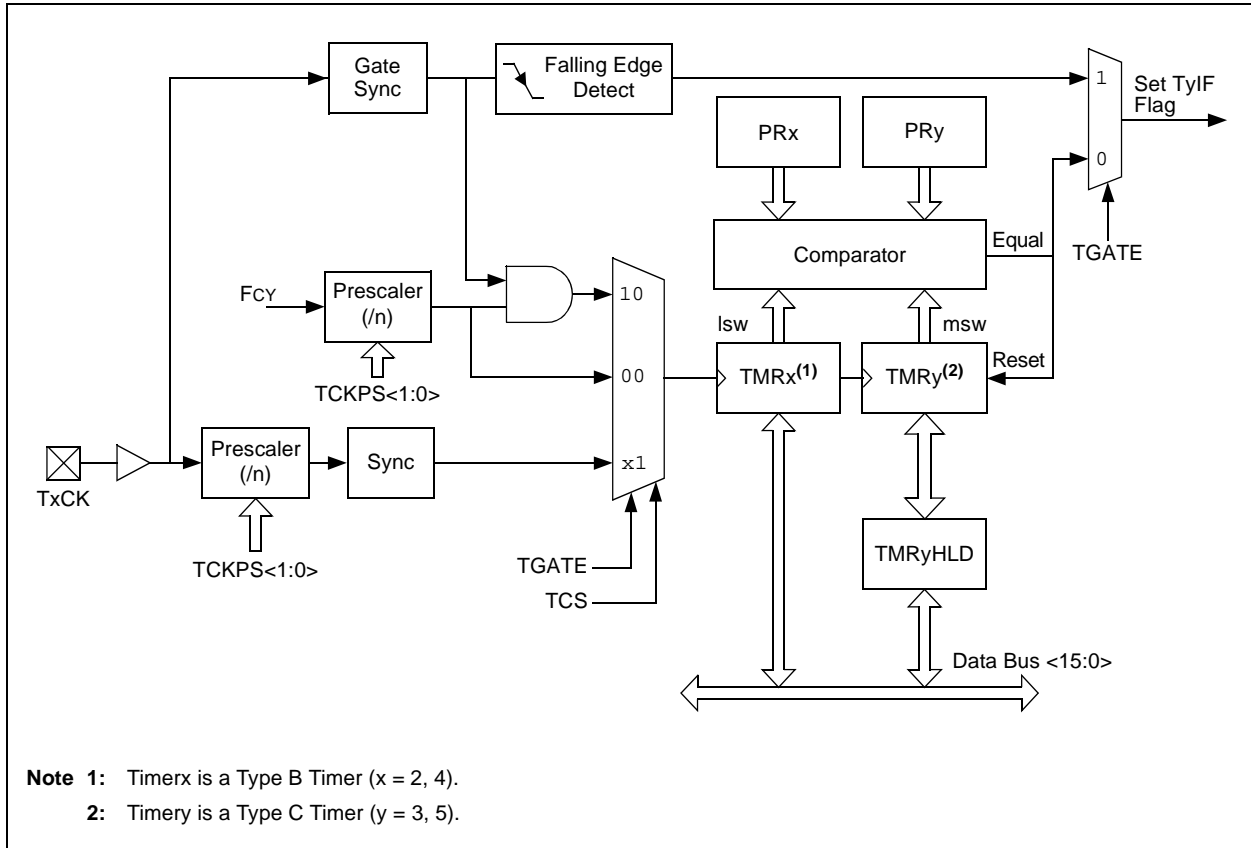 Gate
Sync
Falling Edge
Detect
1
Set TyIF
Flag
PRx
PRy
0
Comparator
Equal
TGATE
FCY
Prescaler
(/n)
10
lsw
msw
TCKPS<1:0>
00
TMRx(1)
TMRy(2)
Reset
TxCK
Prescaler
(/n)
Sync
x1
TCKPS<1:0>
TGATE
TCS
TMRyHLD
Data Bus <15:0>
Note 1: Timerx is a Type B Timer (x = 2, 4).
2: Timery is a Type C Timer (y = 3, 5).